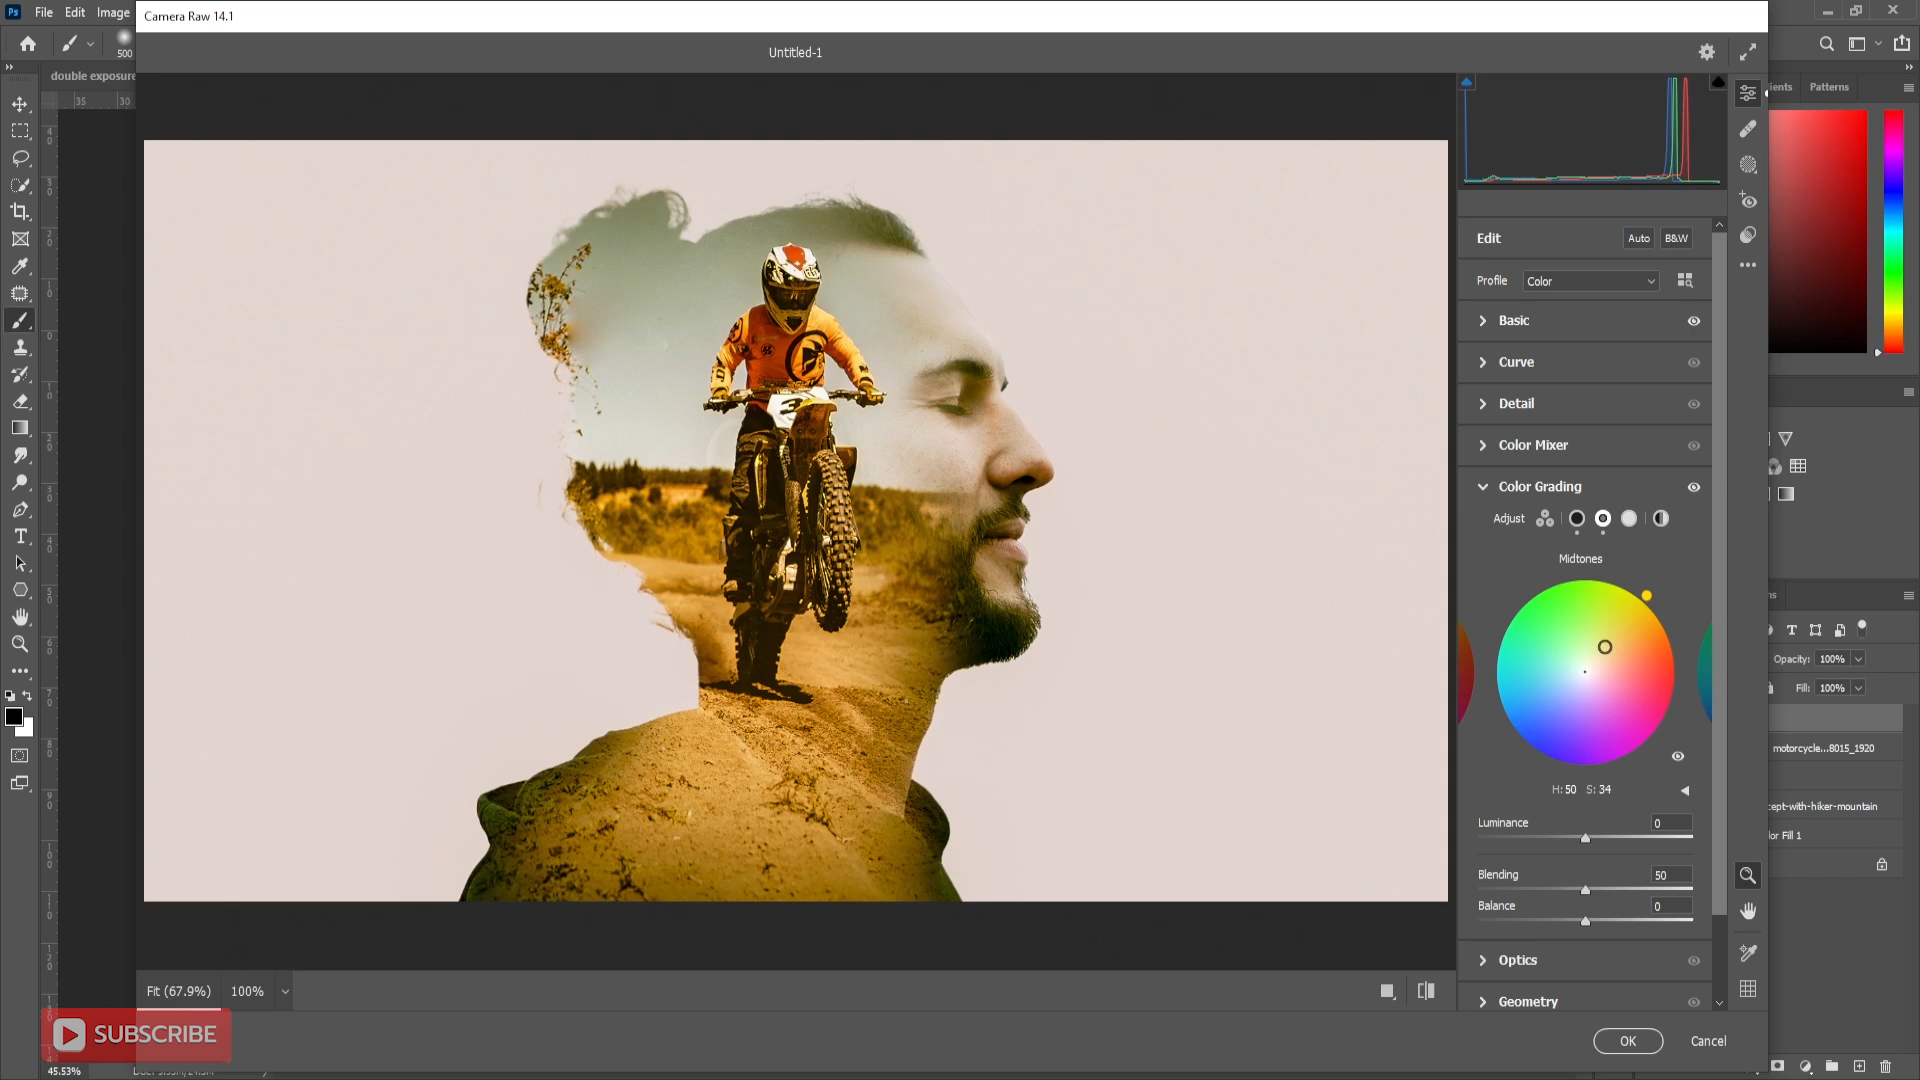 Ps File Edit Image
Camera Raw 14.1
Untitled-1
500
double exposure
Patterns
35 30
Edit Auto B&W
Profile Color
Basic
Curve
Detail
Color Mixer
Color Grading
Adjust
Midtones
H: 50 S: 34
Luminance 0
Blending 50
Balance 0
Optics
Geometry
Opacity: 100%
Fill: 100%
motorcycle...8015_1920
cept-with-hiker-mountain
lor Fill 1
Fit (67.9%) 100%
SUBSCRIBE
OK Cancel
45.53%